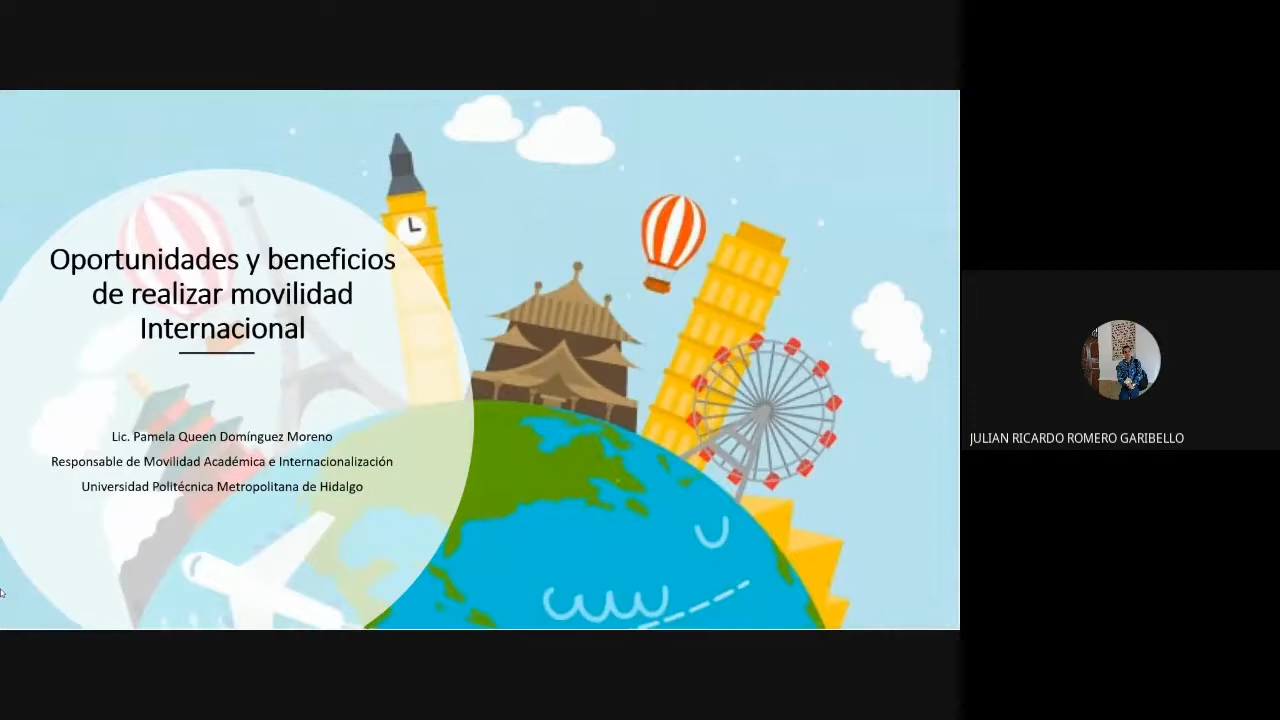 Oportunidades y beneficios
de realizar movilidad
Internacional
Lic. Pamela Queen Domínguez Moreno
Responsable de Movilidad Académica e Internacionalización
Universidad Politécnica Metropolitana de Hidalgo
JULIAN RICARDO ROMERO GARIBELLO